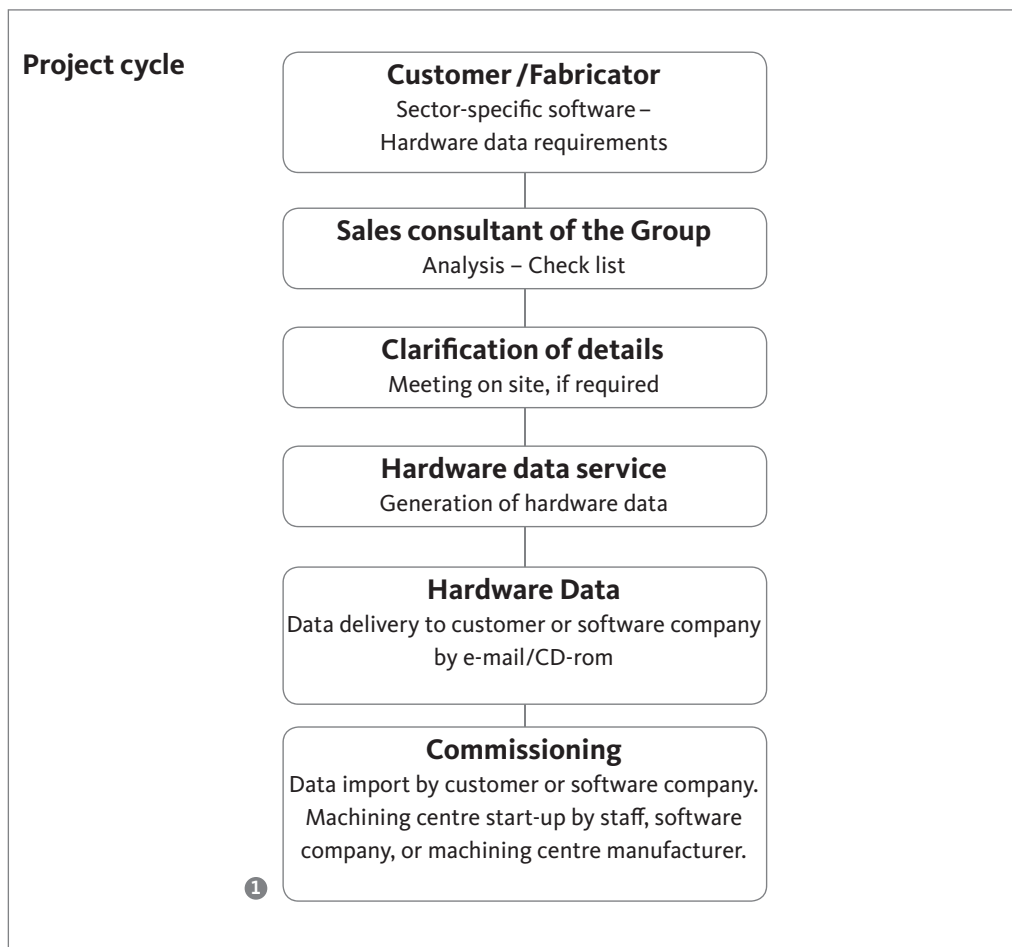 Project cycle
Customer/Fabricator
Sector-specific software –
Hardware data requirements
Sales consultant of the Group
Analysis – Check list
Clarification of details
Meeting on site, if required
Hardware data service
Generation of hardware data
Hardware Data
Data delivery to customer or software company
by e-mail/CD-rom
Commissioning
Data import by customer or software company.
Machining centre start-up by staff, software
company, or machining centre manufacturer.
1